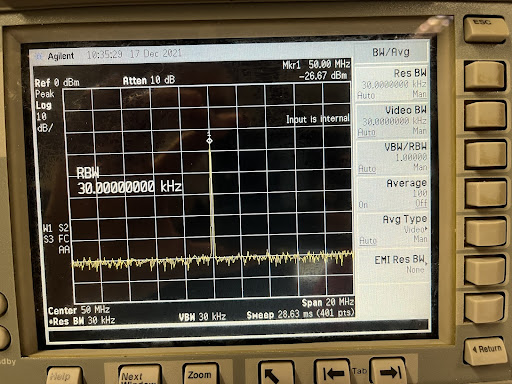 Agilent 10:35:29 17 Dec 2021
BW/Avg
Mkr1 50.00 MHz
Ref 0 dBm Atten 10 dB -26.67 dBm
Peak
Log
10
dB/
Input is internal
1
RBW
30.00000000 kHz
W1 S2
S3 FC
AA
Center 50 MHz Span 20 MHz
•Res BW 30 kHz VBW 30 kHz Sweep 28.63 ms (401 pts)
Res BW
30.0000000 kHz
Auto Man
Video BW
30.0000000 kHz
Auto Man
VBW/RBW
1.00000
Auto Man
Average
100
On Off
Avg Type
Video▸
Auto Man
EMI Res BW▸
None
ESC
Return
ndby
Help
Next
Window
Zoom
Tab